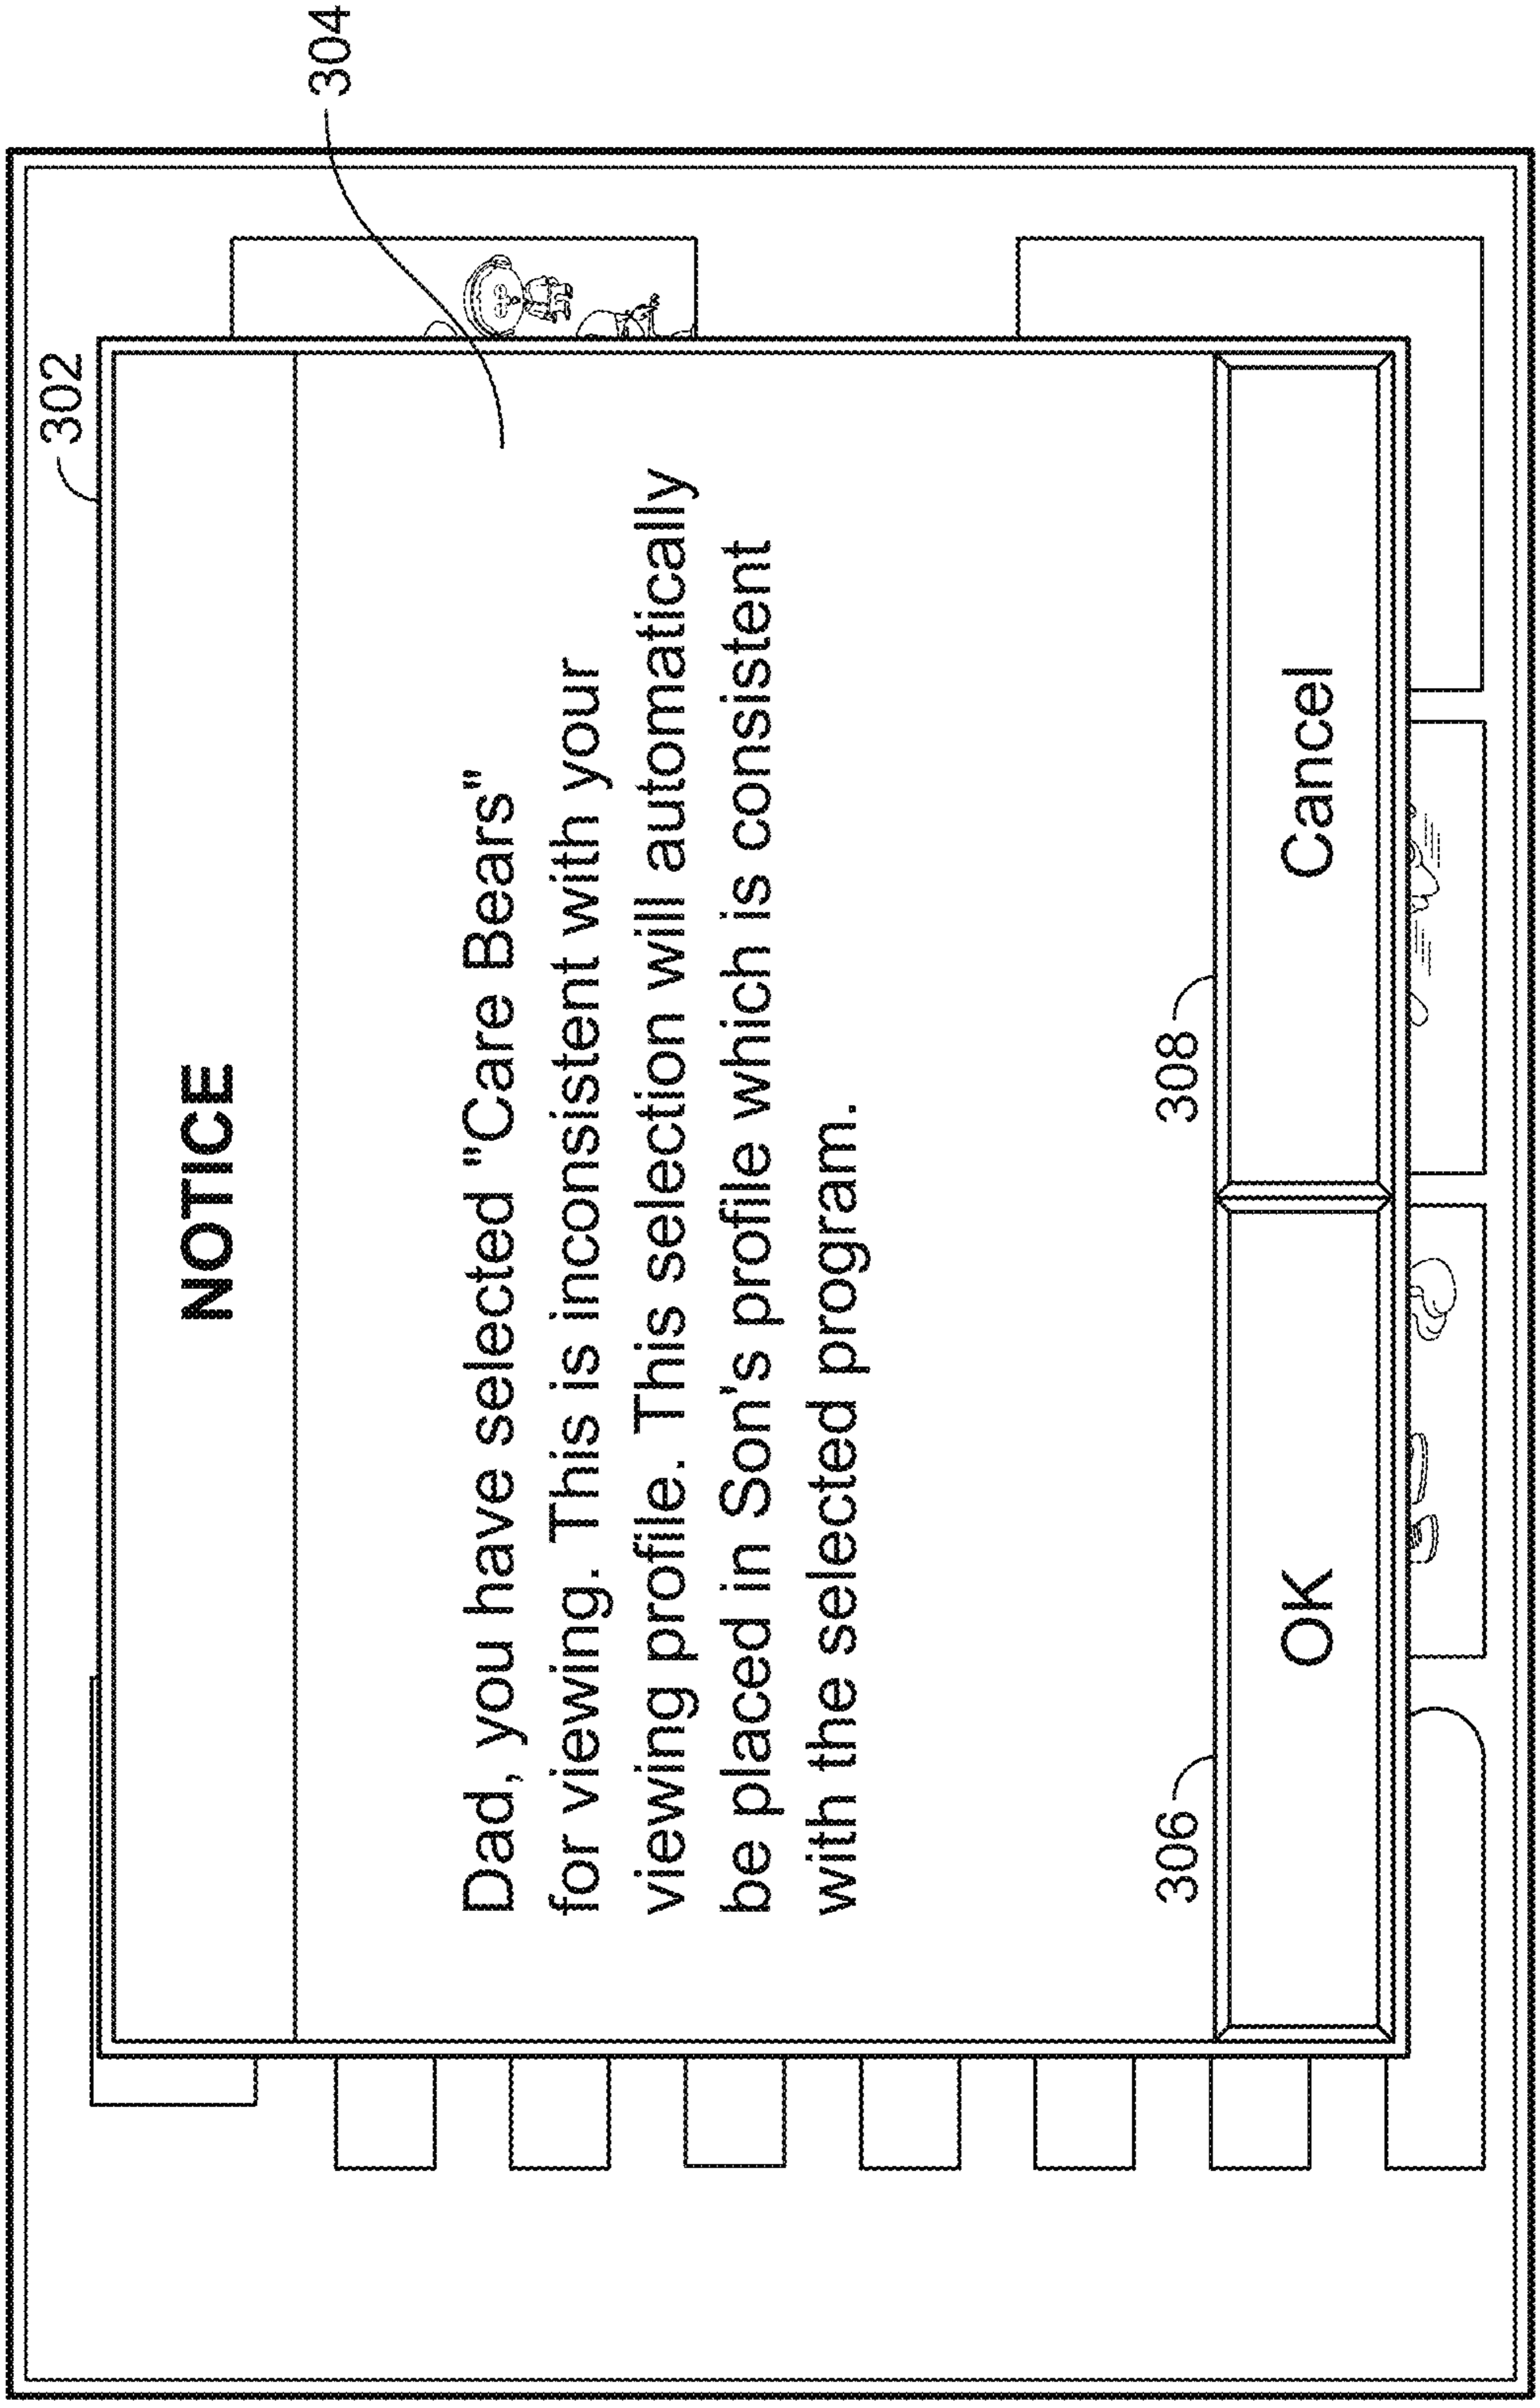 302
304
NOTICE
Dad, you have selected "Care Bears"
for viewing. This is inconsistent with your
viewing profile. This selection will automatically
be placed in Son's profile which is consistent
with the selected program.
306
308
OK
Cancel